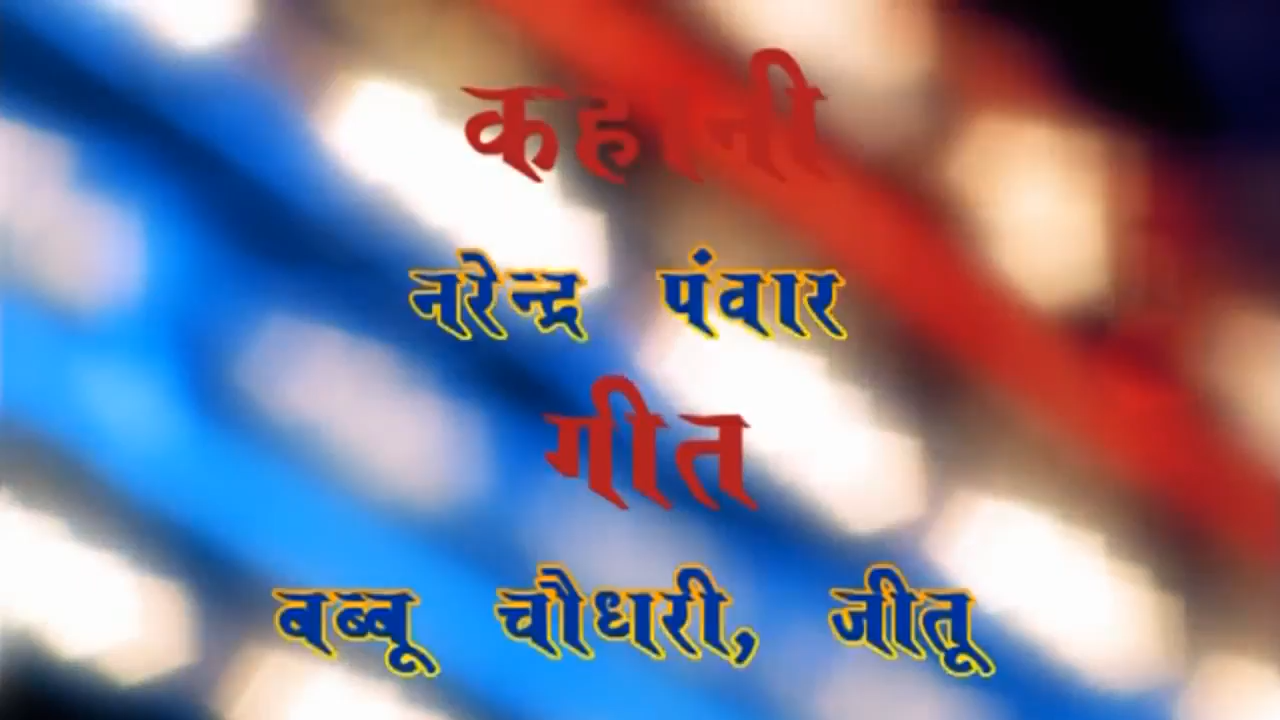 कहानी
नरेन्द्र पंवार
गीत
बब्बू चौधरी, जीतू